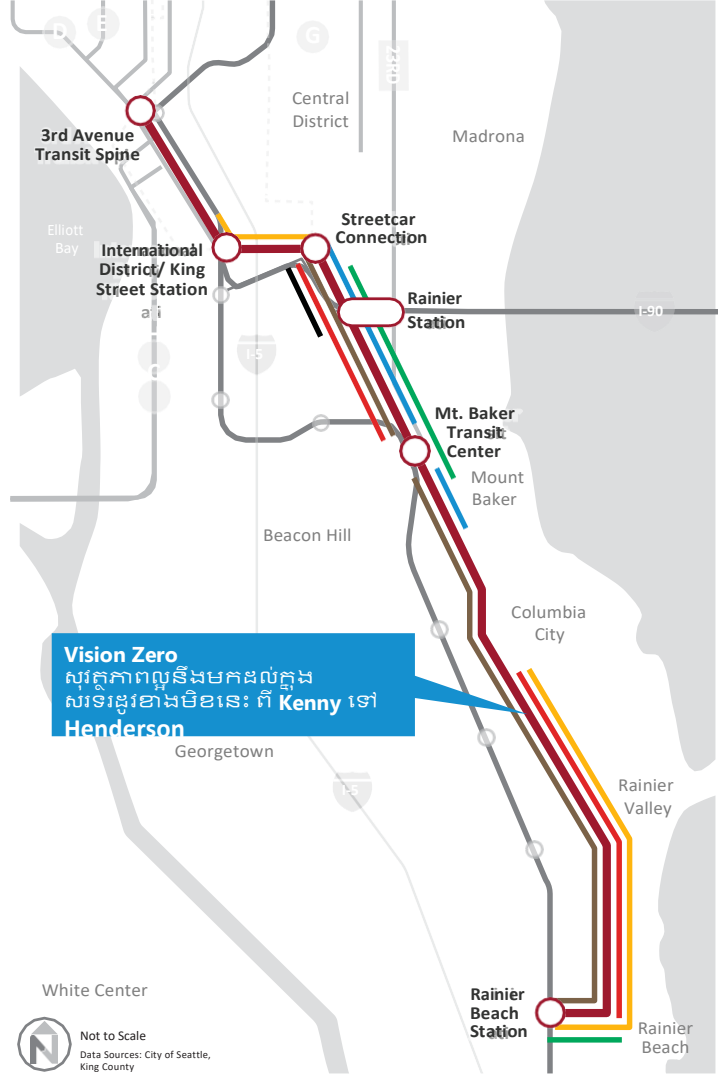 D
E
G
23RD
Central
District
Madrona
3rd Avenue
Transit Spine
Elliott
Bay
International
District/ King
Street Station
Streetcar
Connection
Rainier
Station
I-90
I-5
C
Mt. Baker
Transit
Center
Mount
Baker
Beacon Hill
Columbia
City
Vision Zero
សុវត្ថភាពល្អនឹងមកដល់ក្នុង
សរទរដូវខាងមិខនេះ ពី Kenny ទៅ
Henderson
Georgetown
I-5
Rainier
Valley
White Center
Rainier
Beach
Station
Rainier
Beach
N
Not to Scale
Data Sources: City of Seattle,
King County